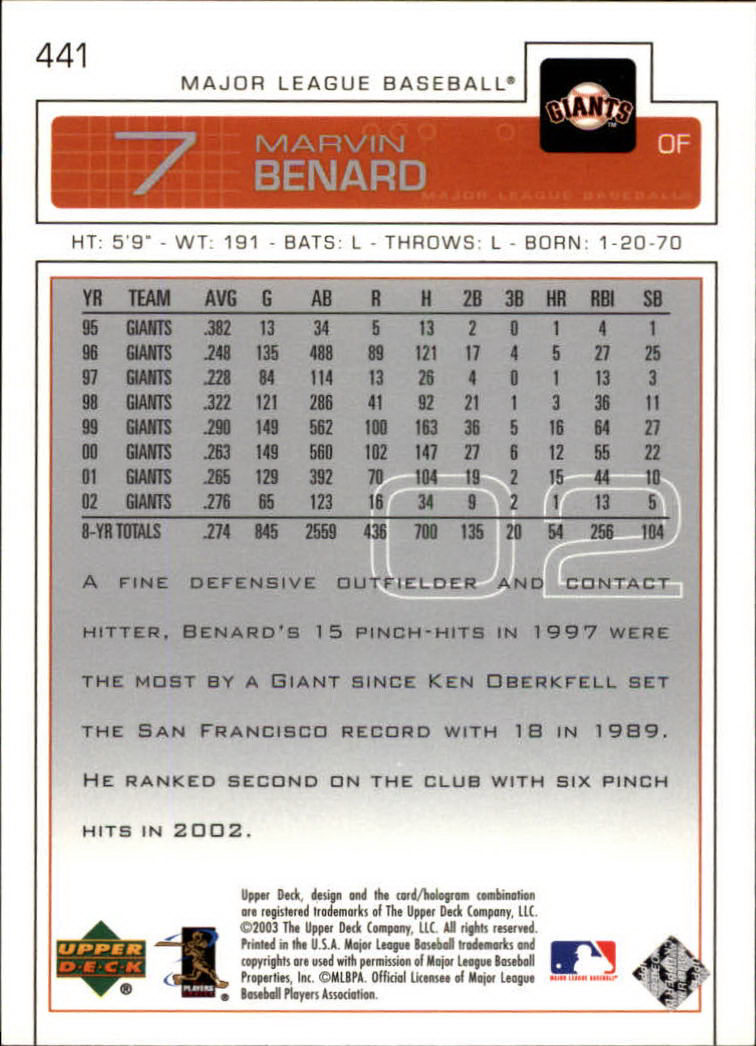 441
MAJOR LEAGUE BASEBALL®
GIANTS™
7 MARVIN
BENARD
OF
MAJOR LEAGUE BASEBALL
HT: 5'9" - WT: 191 - BATS: L - THROWS: L - BORN: 1-20-70
YR TEAM AVG G AB R H 2B 3B HR RBI SB
95 GIANTS .382 13 34 5 13 2 0 1 4 1
96 GIANTS .248 135 488 89 121 17 4 5 27 25
97 GIANTS .228 84 114 13 26 4 0 1 13 3
98 GIANTS .322 121 286 41 92 21 1 3 36 11
99 GIANTS .290 149 562 100 163 36 5 16 64 27
00 GIANTS .263 149 560 102 147 27 6 12 55 22
01 GIANTS .265 129 392 70 104 19 2 15 44 10
02 GIANTS .276 65 123 16 34 9 2 1 13 5
8-YR TOTALS .274 845 2559 436 700 135 20 54 256 104
02
A FINE DEFENSIVE OUTFIELDER AND CONTACT
HITTER, BENARD'S 15 PINCH-HITS IN 1997 WERE
THE MOST BY A GIANT SINCE KEN OBERKFELL SET
THE SAN FRANCISCO RECORD WITH 18 IN 1989.
HE RANKED SECOND ON THE CLUB WITH SIX PINCH
HITS IN 2002.
Upper Deck, design and the card/hologram combination
are registered trademarks of The Upper Deck Company, LLC.
©2003 The Upper Deck Company, LLC. All rights reserved.
Printed in the U.S.A. Major League Baseball trademarks and
copyrights are used with permission of Major League Baseball
Properties, Inc. ©MLBPA. Official Licensee of Major League
Baseball Players Association.
UPPER
DECK®
PLAYERS
®
MAJOR LEAGUE BASEBALL®